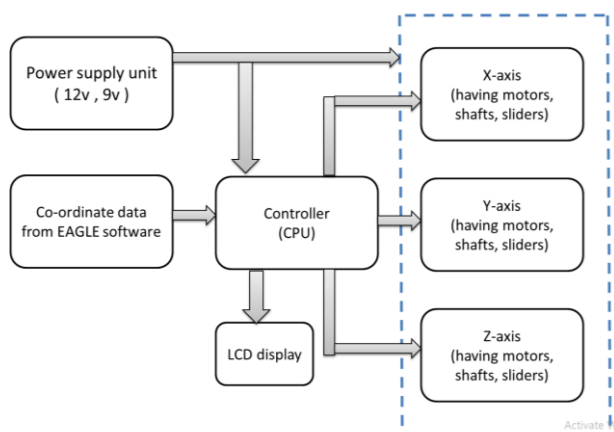 Power supply unit
( 12v , 9v )
X-axis
(having motors,
shafts, sliders)
Co-ordinate data
from EAGLE software
Controller
(CPU)
Y-axis
(having motors,
shafts, sliders)
LCD display
Z-axis
(having motors,
shafts, sliders)
Activate